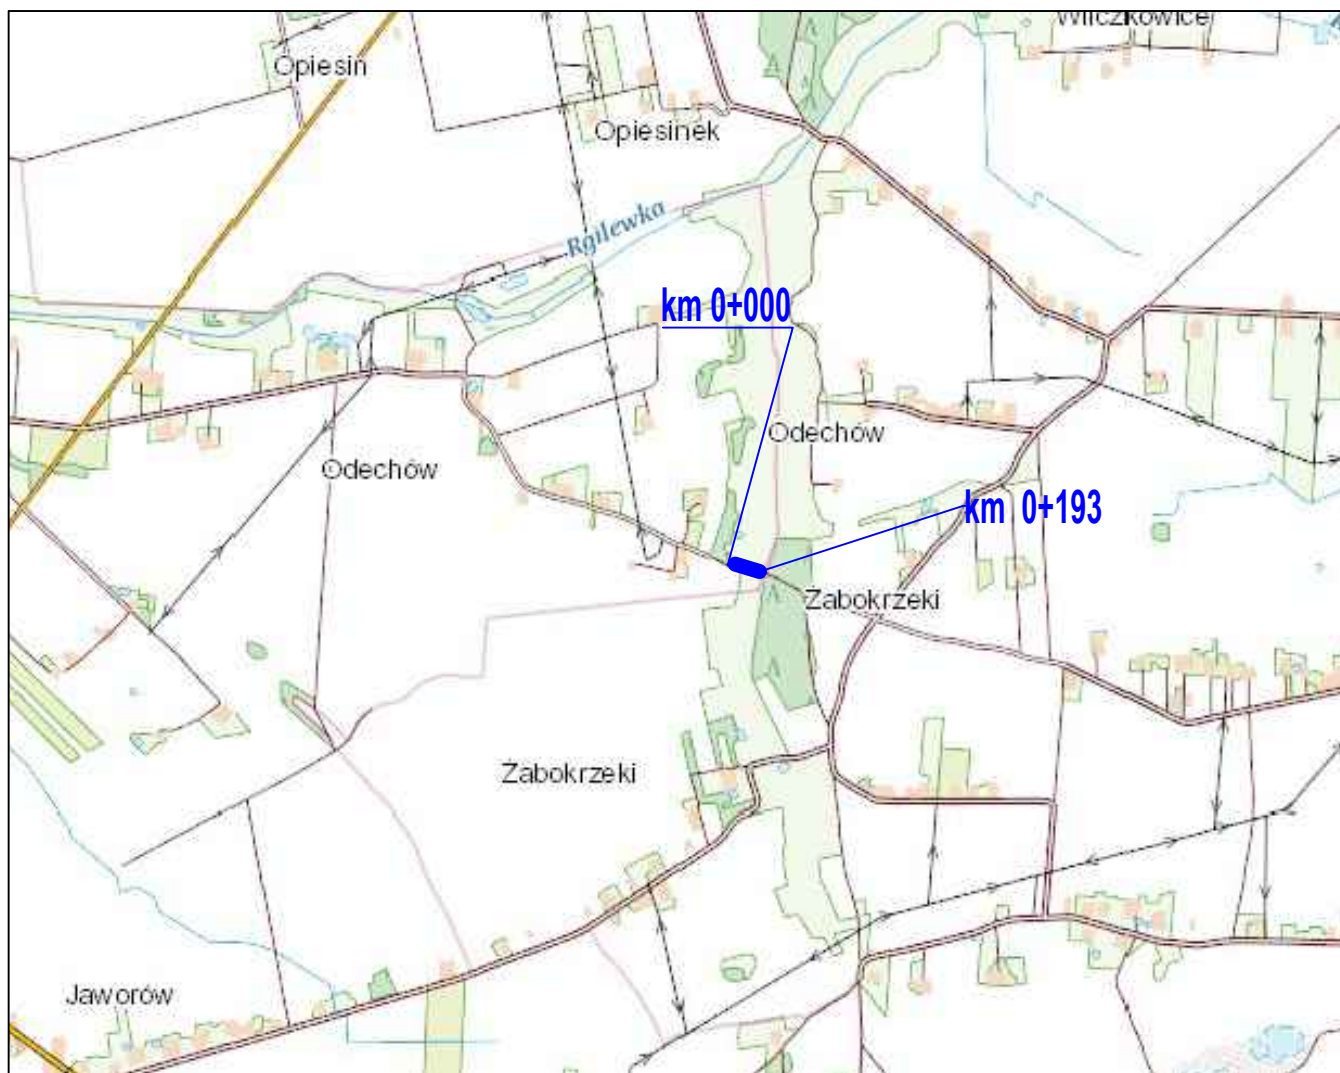 Wilczkowice
Opiesin
Opiesinek
Rgilewka
km 0+000
Odechów
Odechów
km 0+193
Żabokrzeki
Żabokrzeki
Jaworów